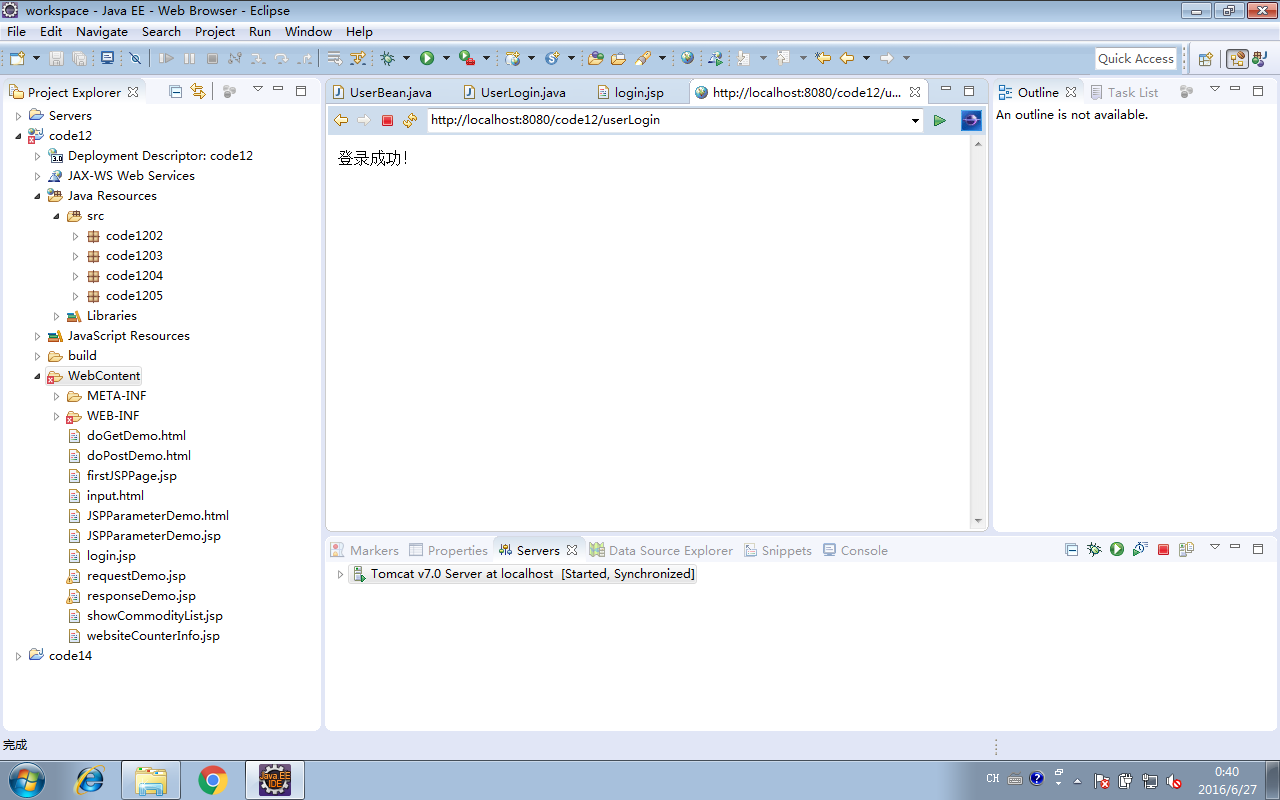 workspace - Java EE - Web Browser - Eclipse
File Edit Navigate Search Project Run Window Help
Quick Access
Project Explorer
UserBean.java UserLogin.java login.jsp http://localhost:8080/code12/u...
Outline Task List
http://localhost:8080/code12/userLogin
An outline is not available.
登录成功!
Servers
code12
Deployment Descriptor: code12
JAX-WS Web Services
Java Resources
src
code1202
code1203
code1204
code1205
Libraries
JavaScript Resources
build
WebContent
META-INF
WEB-INF
doGetDemo.html
doPostDemo.html
firstJSPPage.jsp
input.html
JSPParameterDemo.html
JSPParameterDemo.jsp
login.jsp
requestDemo.jsp
responseDemo.jsp
showCommodityList.jsp
websiteCounterInfo.jsp
code14
Markers Properties Servers Data Source Explorer Snippets Console
Tomcat v7.0 Server at localhost [Started, Synchronized]
完成
Java EE
IDE
CH
0:40
2016/6/27